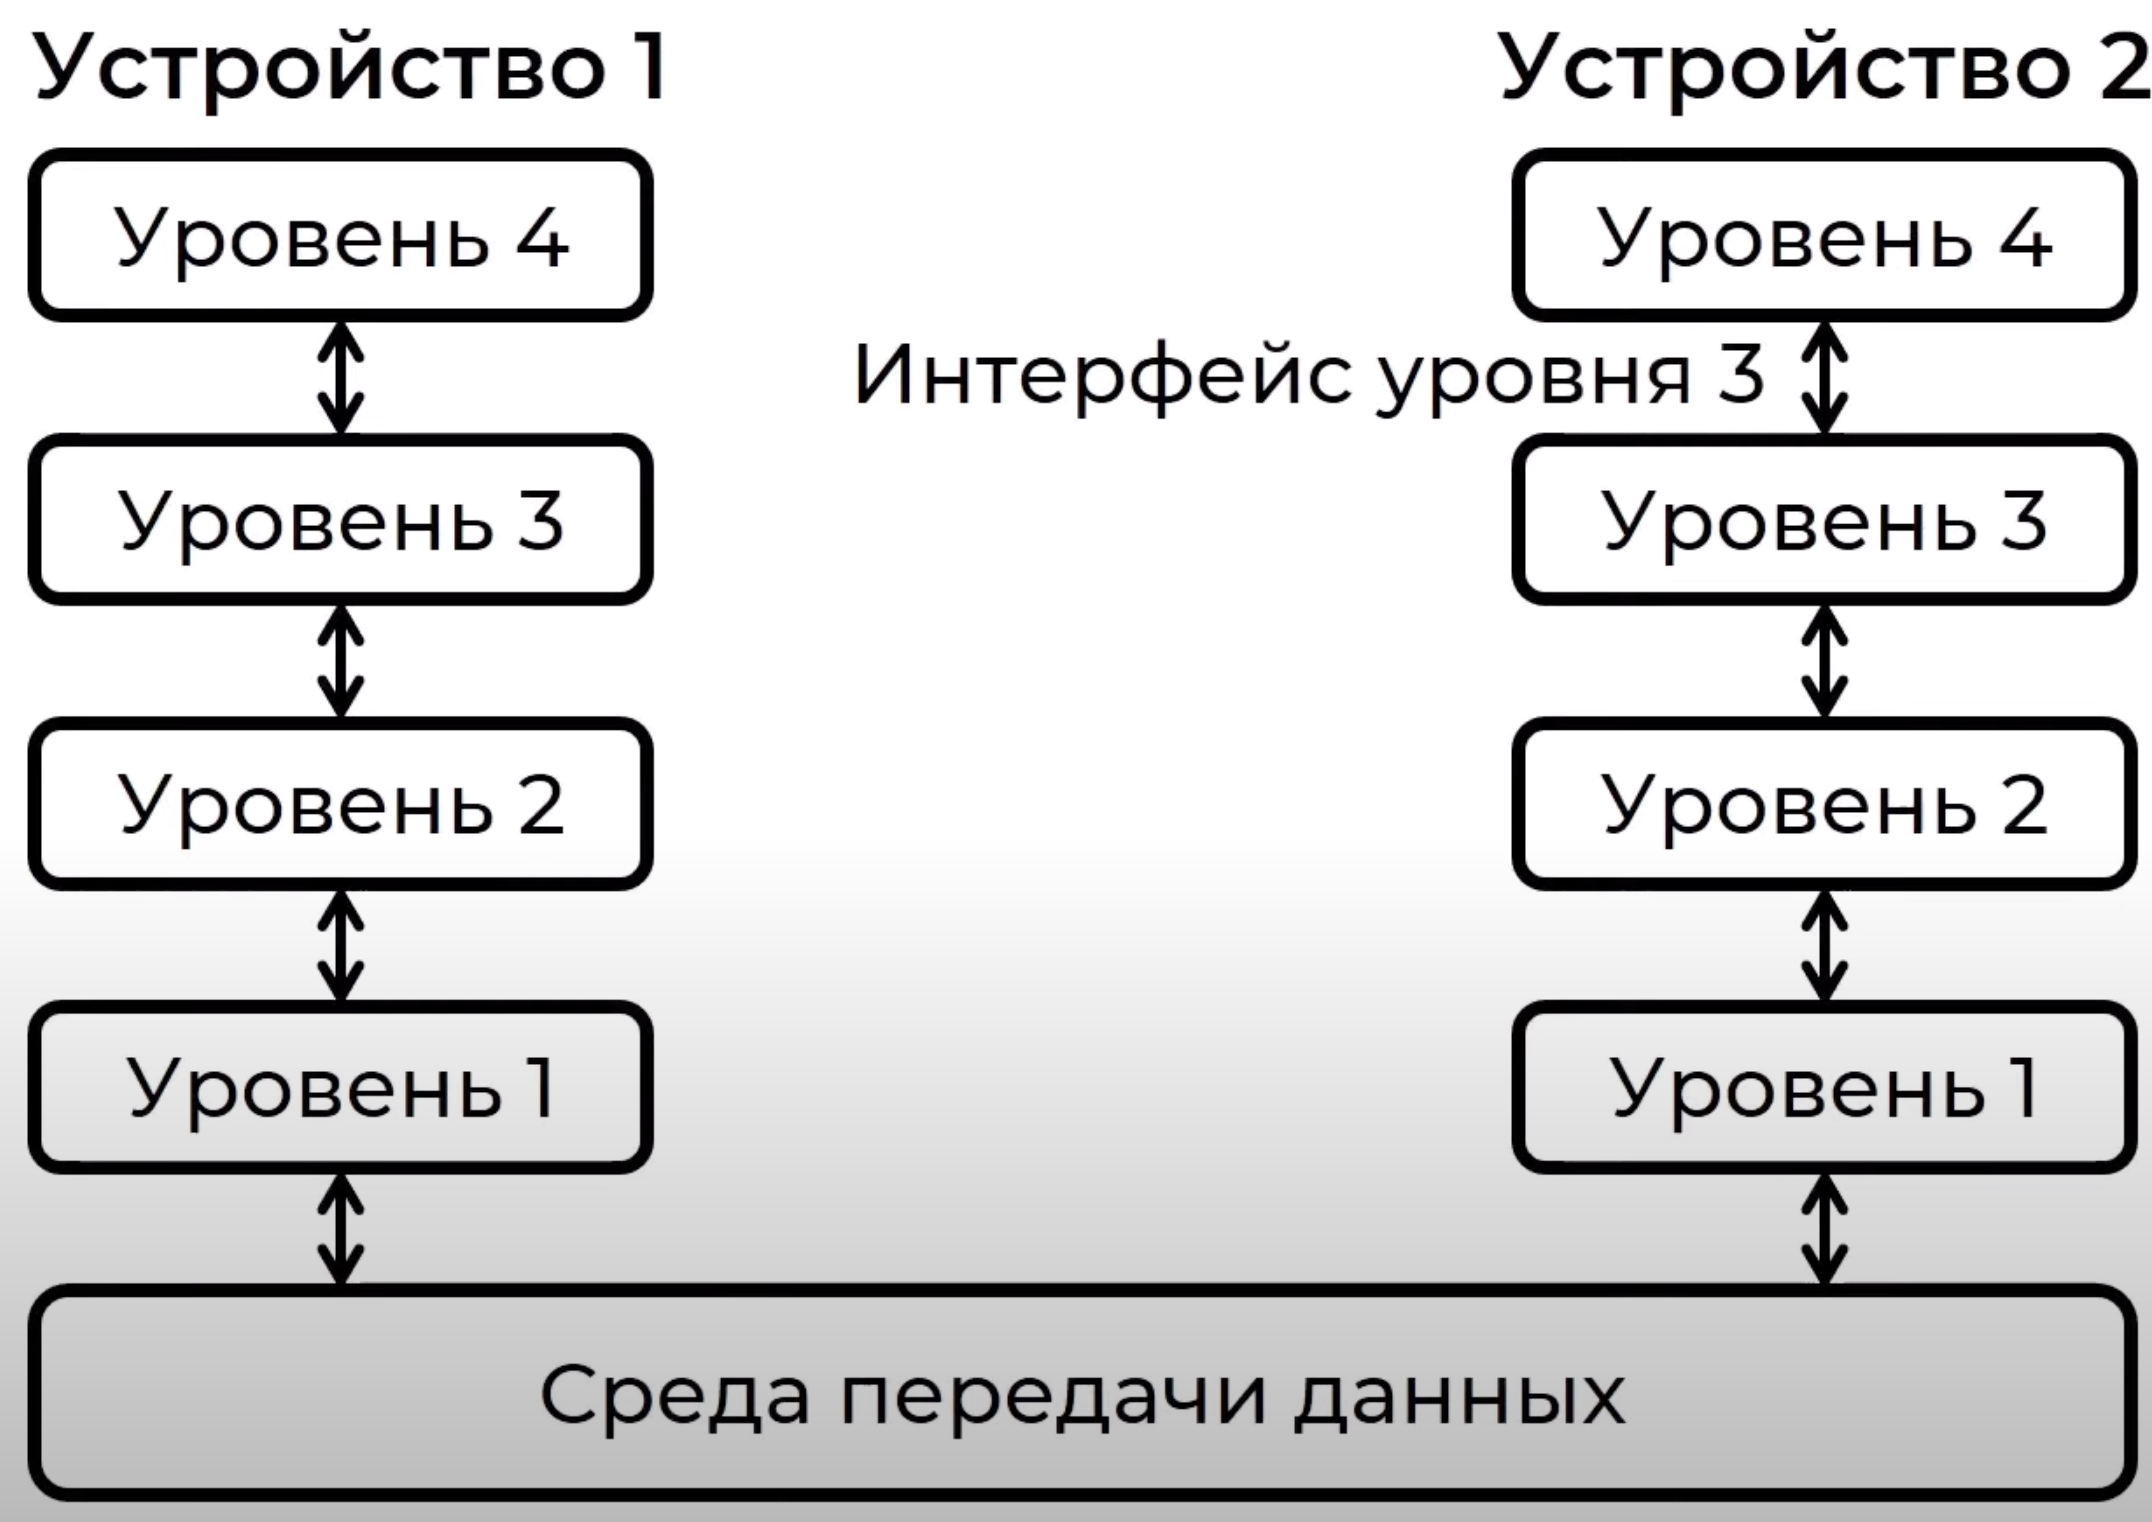 Устройство 1
Устройство 2
Уровень 4
Уровень 4
Интерфейс уровня 3
Уровень 3
Уровень 3
Уровень 2
Уровень 2
Уровень 1
Уровень 1
Среда передачи данных